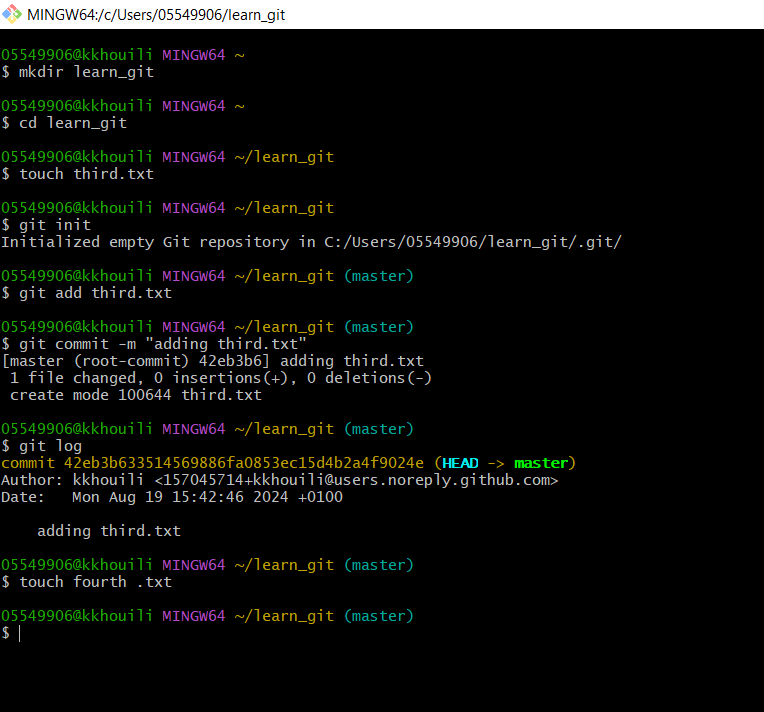 MINGW64:/c/Users/05549906/learn_git
05549906@kkhouili MINGW64 ~
$ mkdir learn_git
05549906@kkhouili MINGW64 ~
$ cd learn_git
05549906@kkhouili MINGW64 ~/learn_git
$ touch third.txt
05549906@kkhouili MINGW64 ~/learn_git
$ git init
Initialized empty Git repository in C:/Users/05549906/learn_git/.git/
05549906@kkhouili MINGW64 ~/learn_git (master)
$ git add third.txt
05549906@kkhouili MINGW64 ~/learn_git (master)
$ git commit -m "adding third.txt"
[master (root-commit) 42eb3b6] adding third.txt
 1 file changed, 0 insertions(+), 0 deletions(-)
 create mode 100644 third.txt
05549906@kkhouili MINGW64 ~/learn_git (master)
$ git log
commit 42eb3b633514569886fa0853ec15d4b2a4f9024e (HEAD -> master)
Author: kkhouili <157045714+kkhouili@users.noreply.github.com>
Date:   Mon Aug 19 15:42:46 2024 +0100
    adding third.txt
05549906@kkhouili MINGW64 ~/learn_git (master)
$ touch fourth .txt
05549906@kkhouili MINGW64 ~/learn_git (master)
$